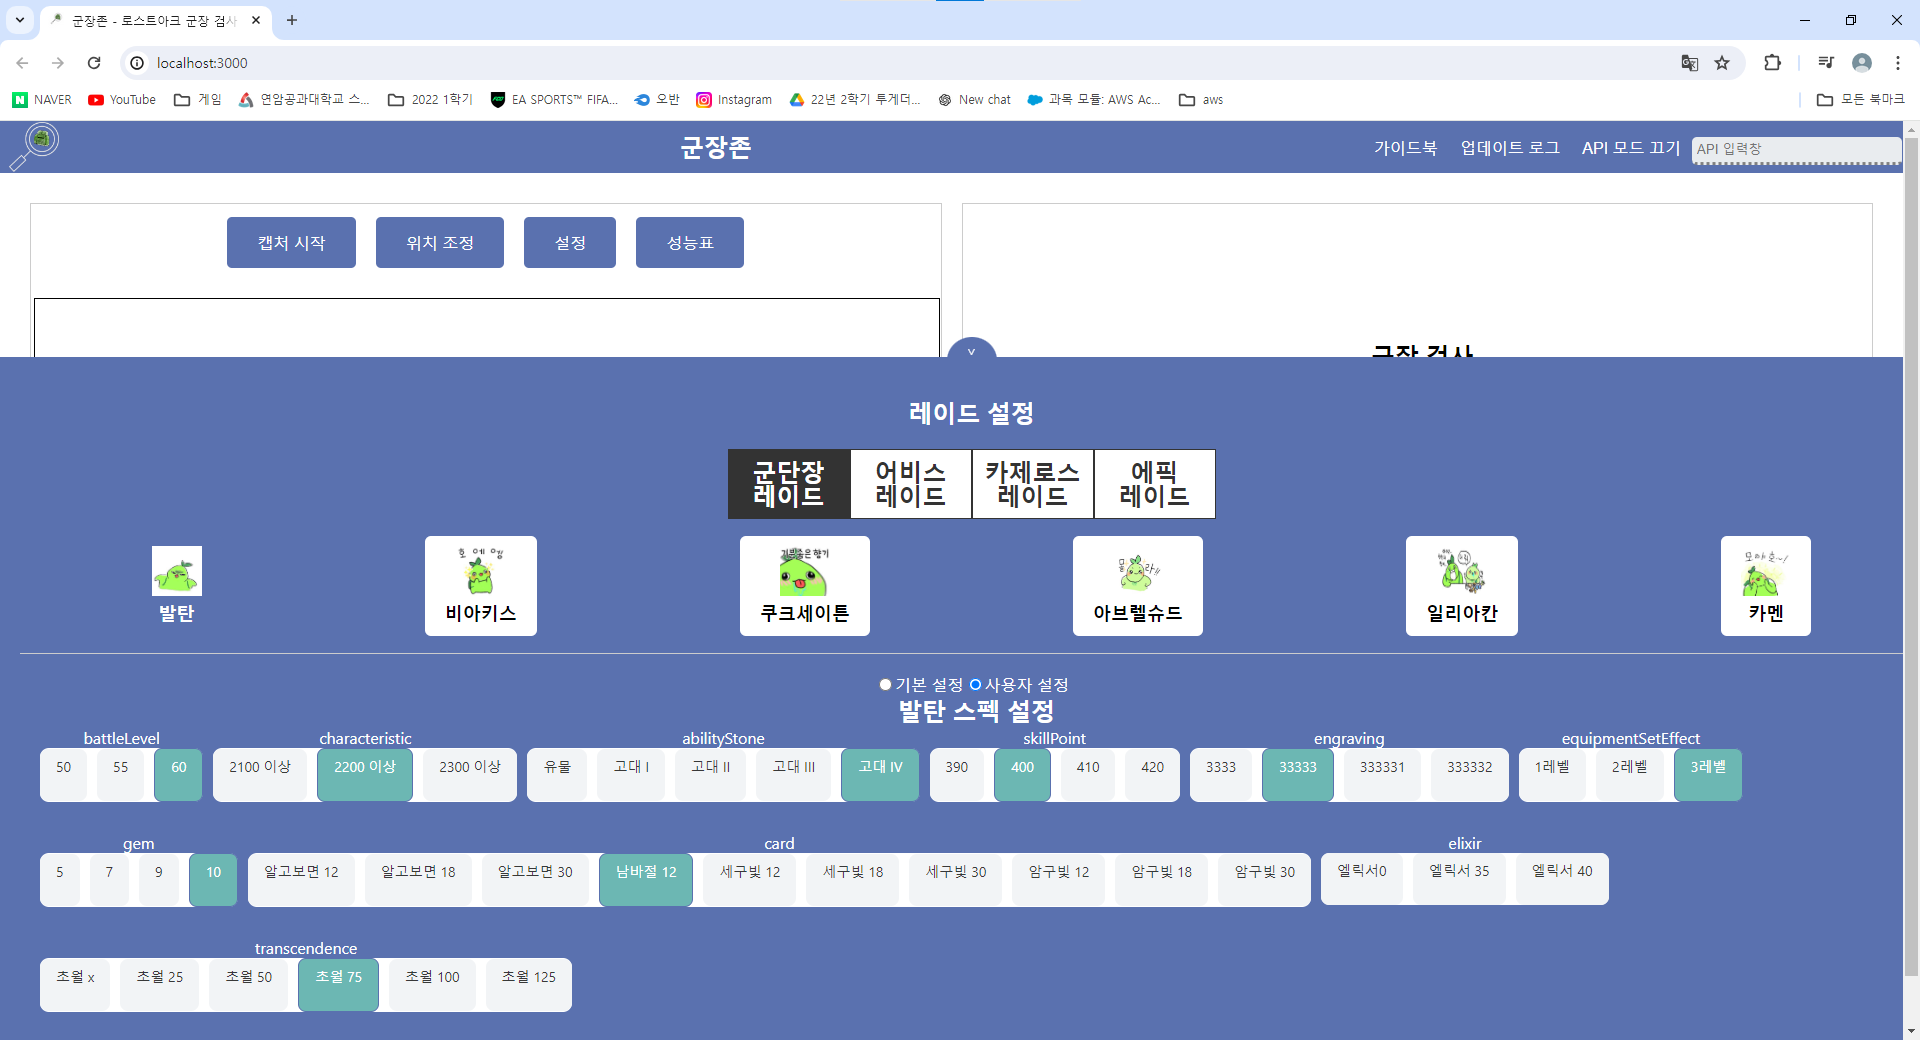 군장존 - 로스트아크 군장 검사
localhost:3000
NAVER
YouTube
게임
연암공과대학교 스...
2022 1학기
EA SPORTS™ FIFA...
오반
Instagram
22년 2학기 투게더...
New chat
과목 모듈: AWS Ac...
aws
모든 북마크
군장존
가이드북
업데이트 로그
API 모드 끄기
API 입력창
캡처 시작
위치 조정
설정
성능표
군장 검사
˅
레이드 설정
군단장
레이드
어비스
레이드
카제로스
레이드
에픽
레이드
발탄
호에엥
비아키스
기분좋은향기
쿠크세이튼
몰라!!
아브렐슈드
일리아칸
카멘
기본 설정
사용자 설정
발탄 스펙 설정
battleLevel
50
55
60
characteristic
2100 이상
2200 이상
2300 이상
abilityStone
유물
고대 I
고대 II
고대 III
고대 IV
skillPoint
390
400
410
420
engraving
3333
33333
333331
333332
equipmentSetEffect
1레벨
2레벨
3레벨
gem
5
7
9
10
card
알고보면 12
알고보면 18
알고보면 30
남바절 12
세구빛 12
세구빛 18
세구빛 30
암구빛 12
암구빛 18
암구빛 30
elixir
엘릭서0
엘릭서 35
엘릭서 40
transcendence
초월 x
초월 25
초월 50
초월 75
초월 100
초월 125